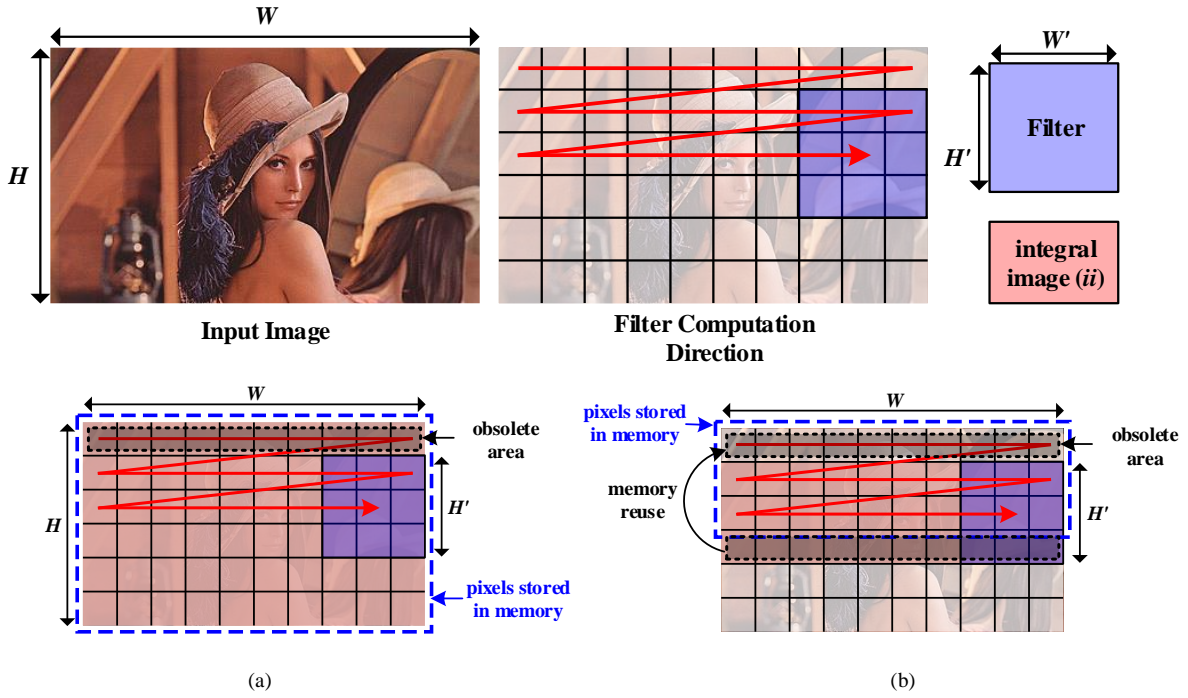 W
H
Input Image
Filter Computation
Direction
W'
H'
Filter
integral
image (ii)
W
H
obsolete
area
H'
pixels stored
in memory
(a)
pixels stored
in memory
W
obsolete
area
memory
reuse
H'
(b)